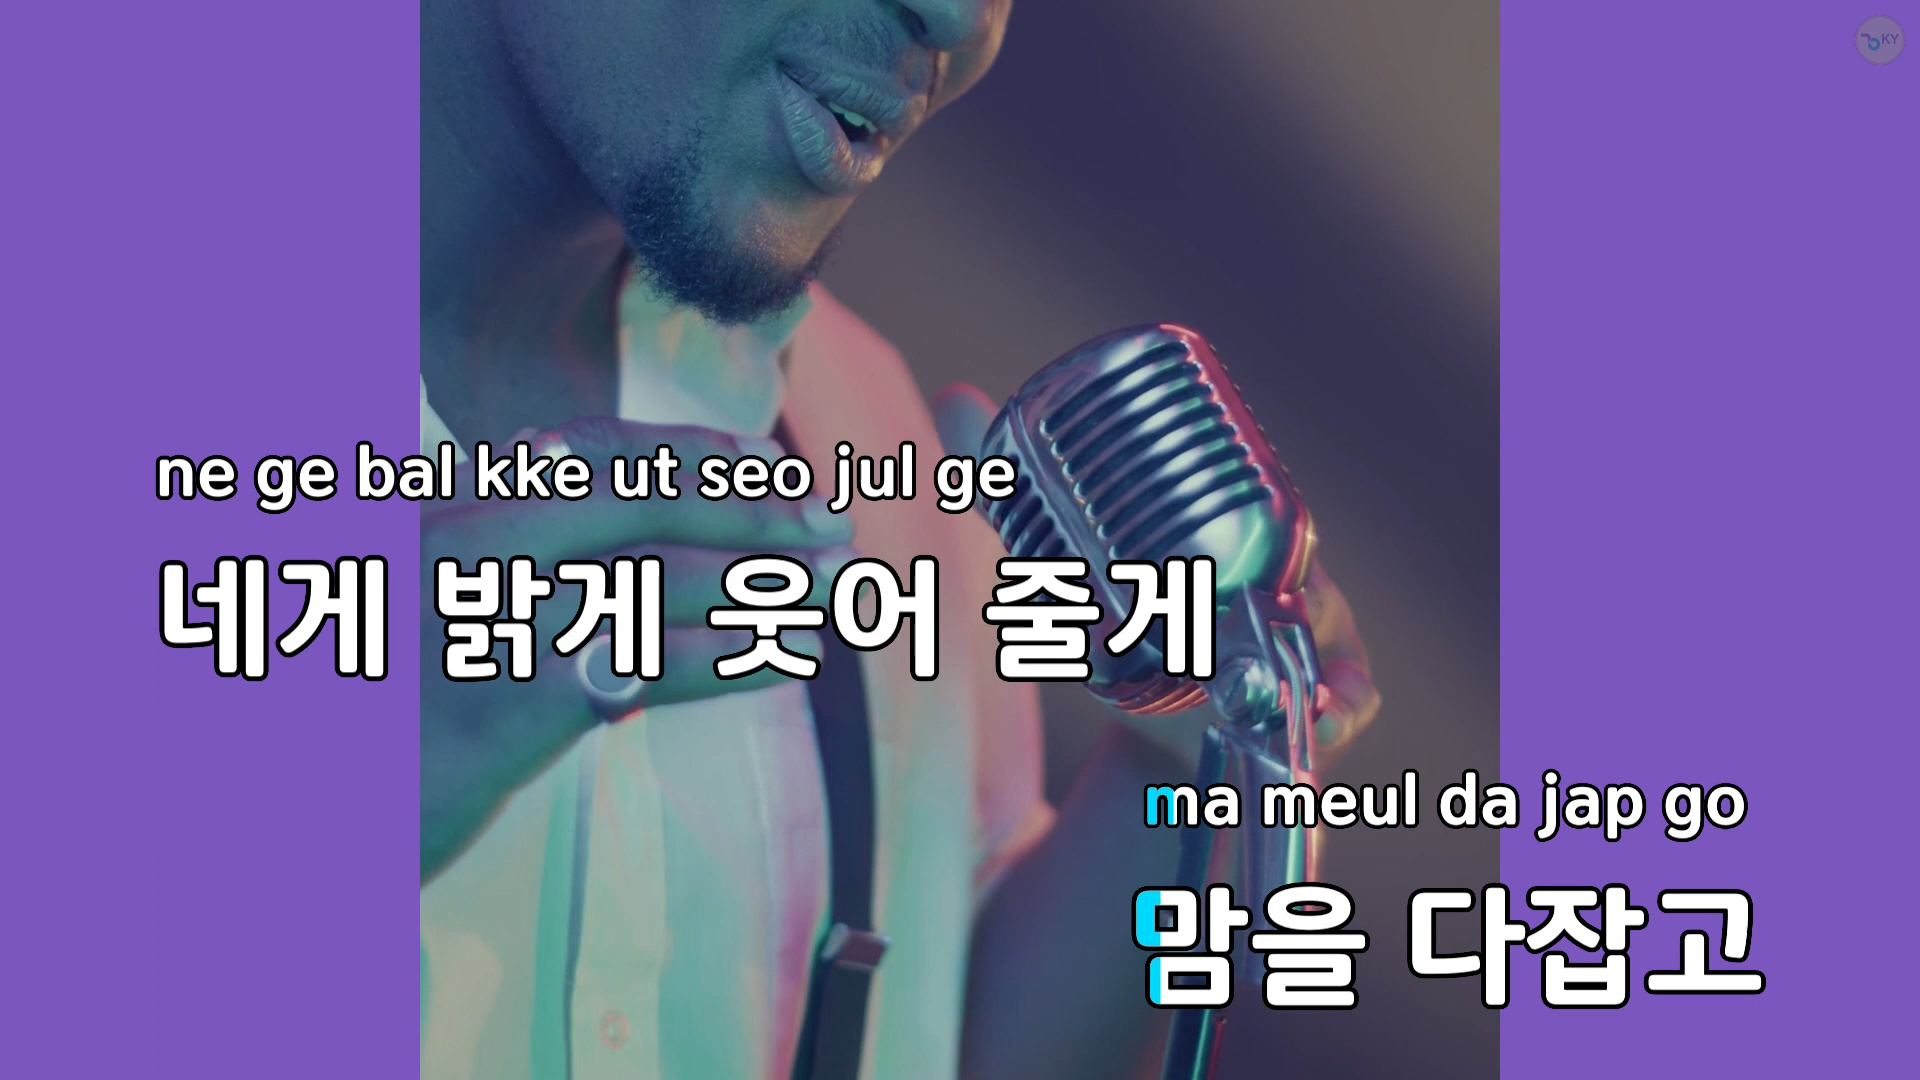 KY
ne ge bal kke ut seo jul ge
네게 밝게 웃어 줄게
ma meul da jap go
맘을 다잡고